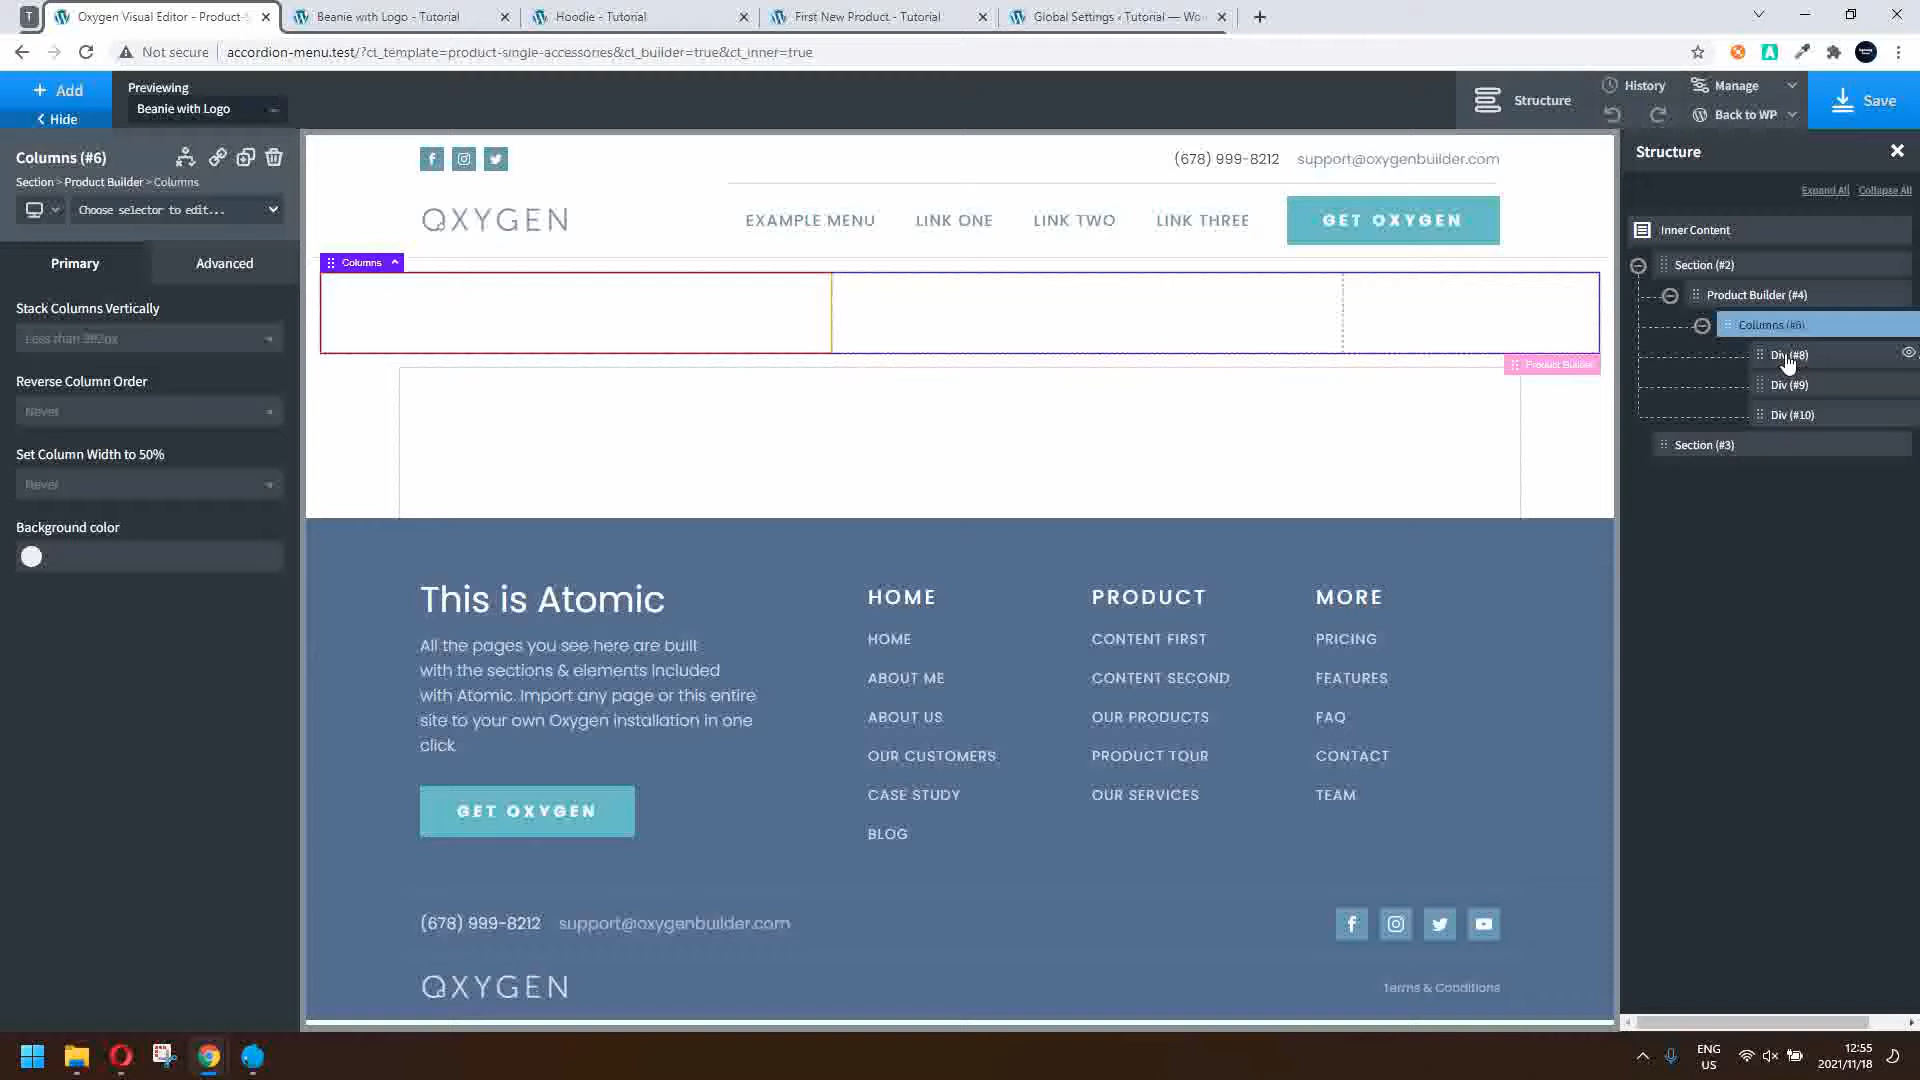 T
Oxygen Visual Editor - Product-S
Beanie with Logo - Tutorial
Hoodie - Tutorial
First New Product - Tutorial
Global Settings ‹ Tutorial — Wo
Not secure
accordion-menu.test/?ct_template=product-single-accessories&ct_builder=true&ct_inner=true
Add
Hide
Previewing
Beanie with Logo
Structure
History
Manage
Back to WP
Save
Columns (#6)
Section > Product Builder > Columns
Choose selector to edit...
Primary
Advanced
Stack Columns Vertically
Less than 992px
Reverse Column Order
Never
Set Column Width to 50%
Never
Background color
(678) 999-8212
support@oxygenbuilder.com
OXYGEN
EXAMPLE MENU
LINK ONE
LINK TWO
LINK THREE
GET OXYGEN
Columns
Product Builder
This is Atomic
All the pages you see here are built
with the sections & elements included
with Atomic. Import any page or this entire
site to your own Oxygen installation in one
click.
GET OXYGEN
HOME
HOME
ABOUT ME
ABOUT US
OUR CUSTOMERS
CASE STUDY
BLOG
PRODUCT
CONTENT FIRST
CONTENT SECOND
OUR PRODUCTS
PRODUCT TOUR
OUR SERVICES
MORE
PRICING
FEATURES
FAQ
CONTACT
TEAM
(678) 999-8212
support@oxygenbuilder.com
OXYGEN
Terms & Conditions
Structure
Expand All
Collapse All
Inner Content
Section (#2)
Product Builder (#4)
Columns (#6)
Div (#8)
Div (#9)
Div (#10)
Section (#3)
ENG
US
12:55
2021/11/18